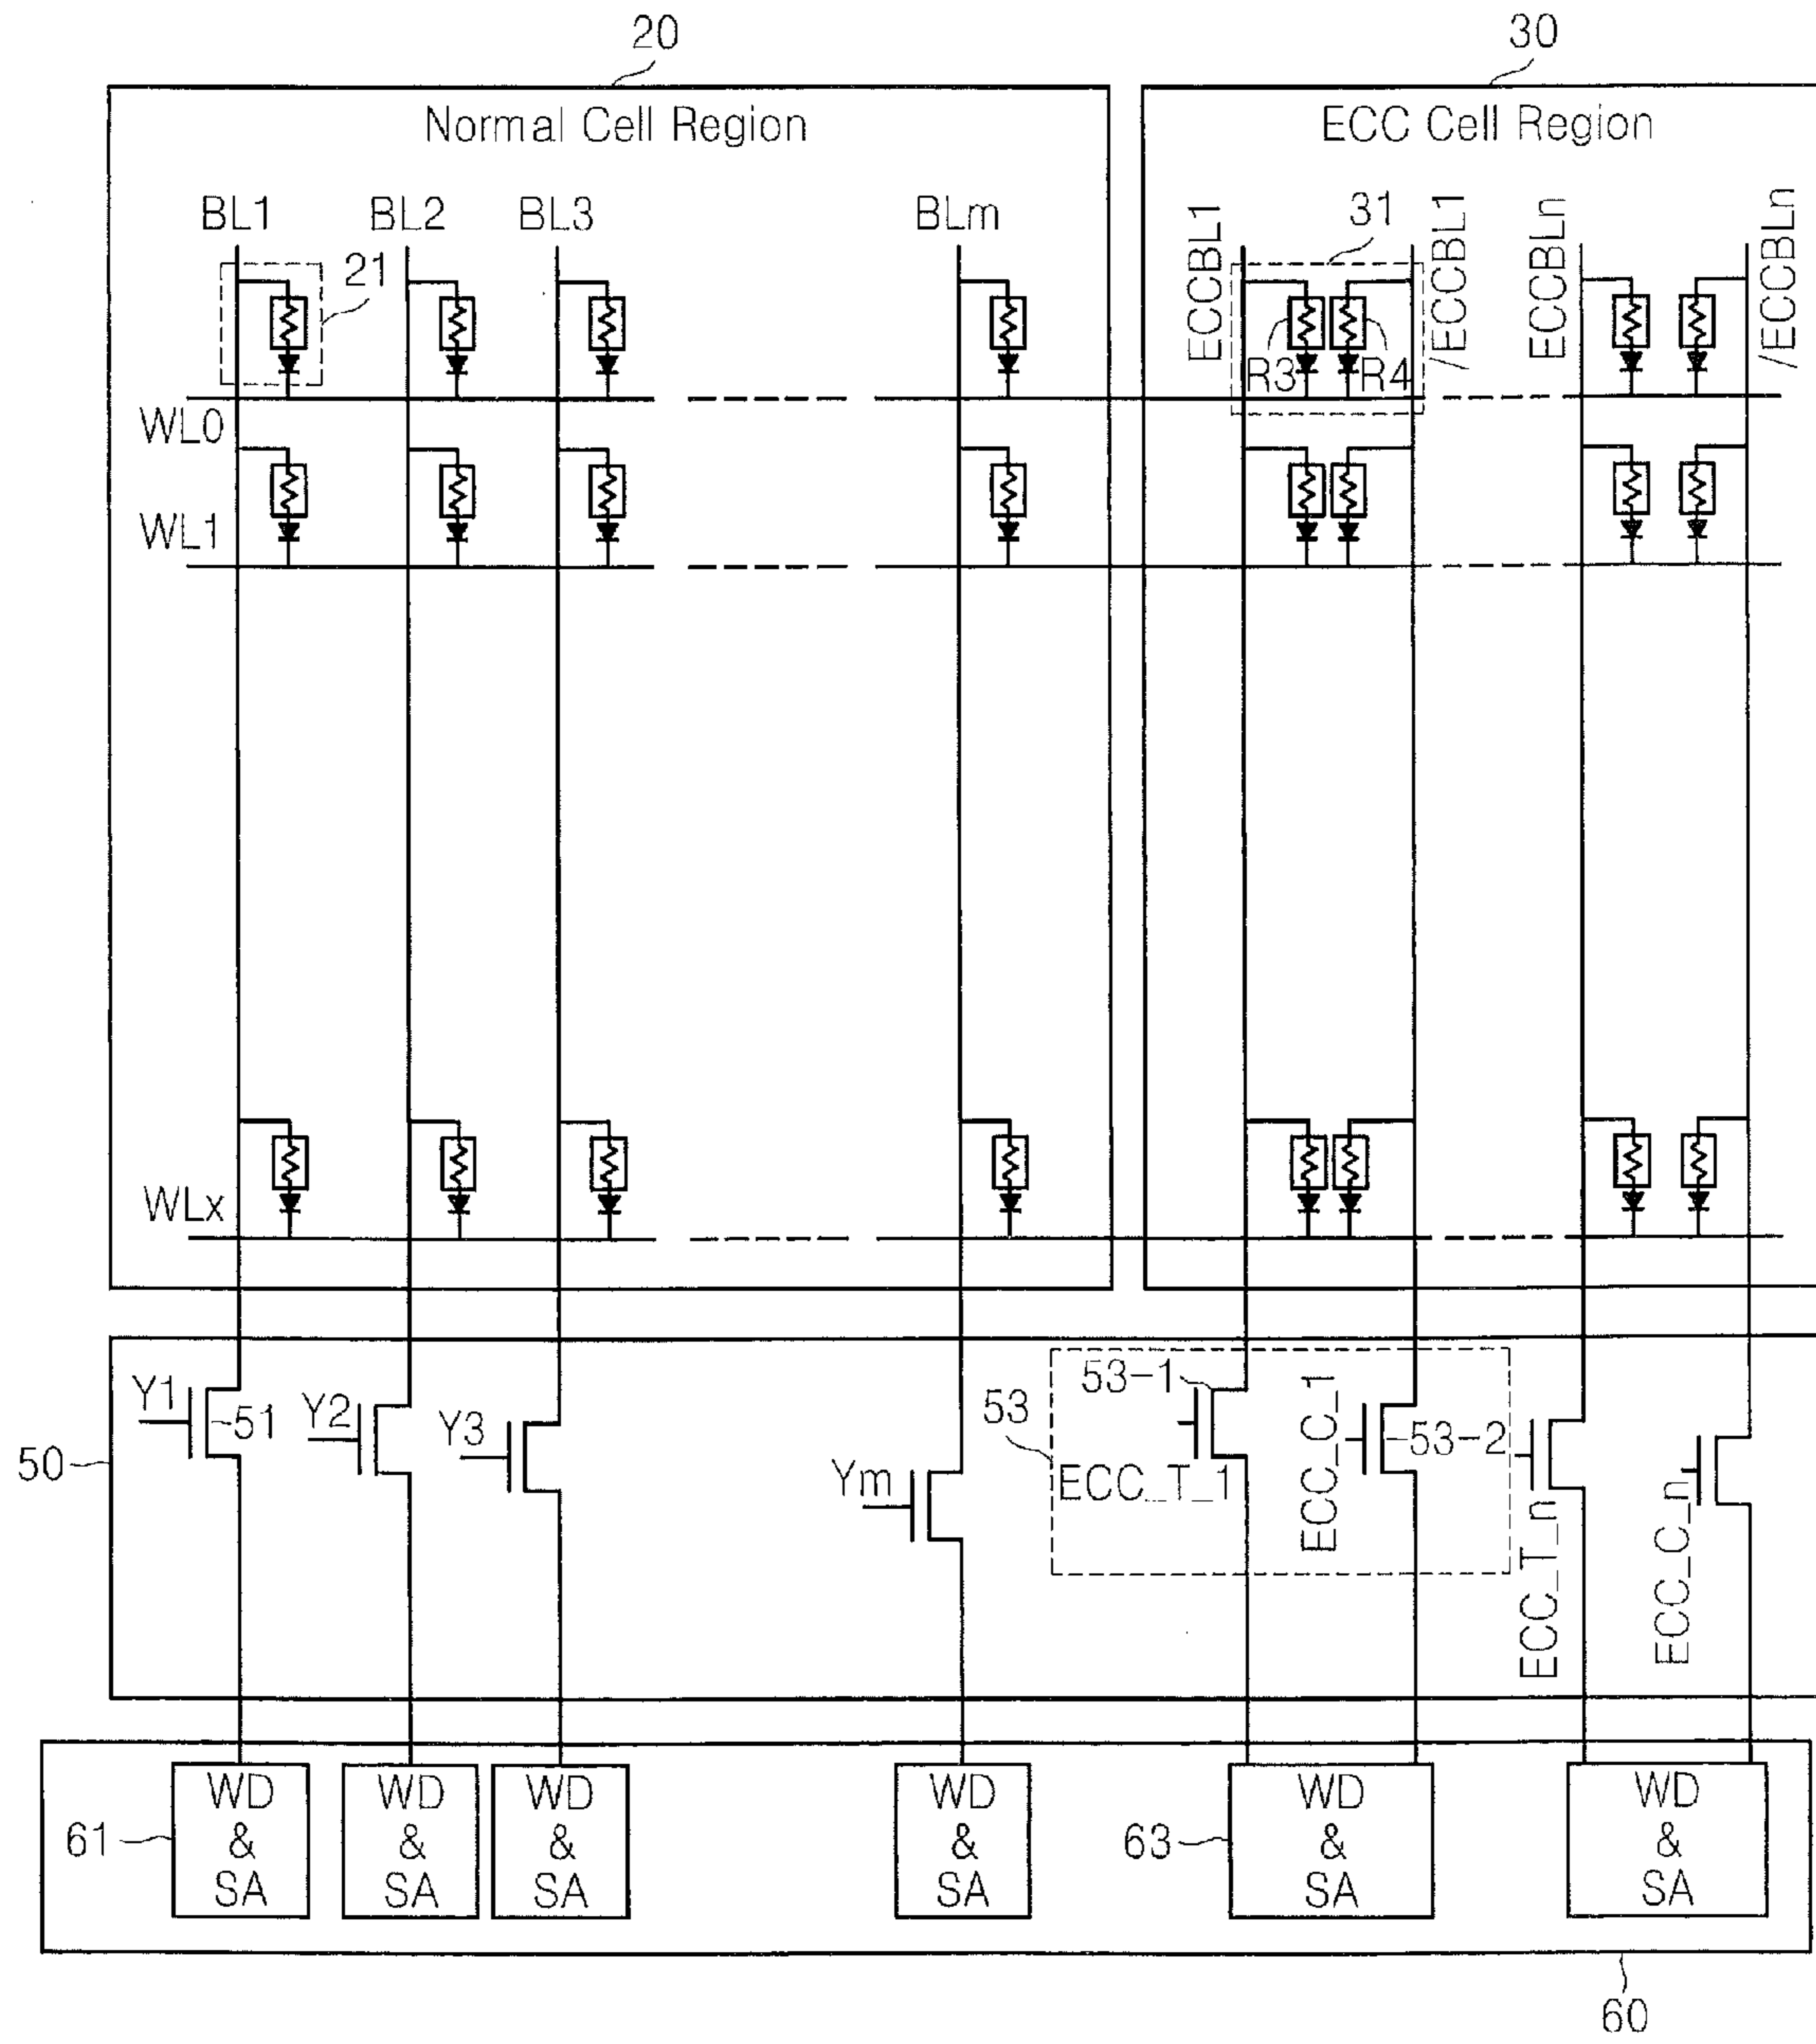 20
30
Normal Cell Region
ECC Cell Region
BL1
BL2
BL3
BLm
ECCBL1
/ECCBL1
ECCBLn
/ECCBLn
21
31
R3
R4
WL0
WL1
WLx
50
Y1
51
Y2
Y3
Ym
53
53-1
ECC_T_1
ECC_C_1
53-2
ECC_T_n
ECC_C_n
61
WD
&
SA
WD
&
SA
WD
&
SA
WD
&
SA
63
WD
&
SA
WD
&
SA
60